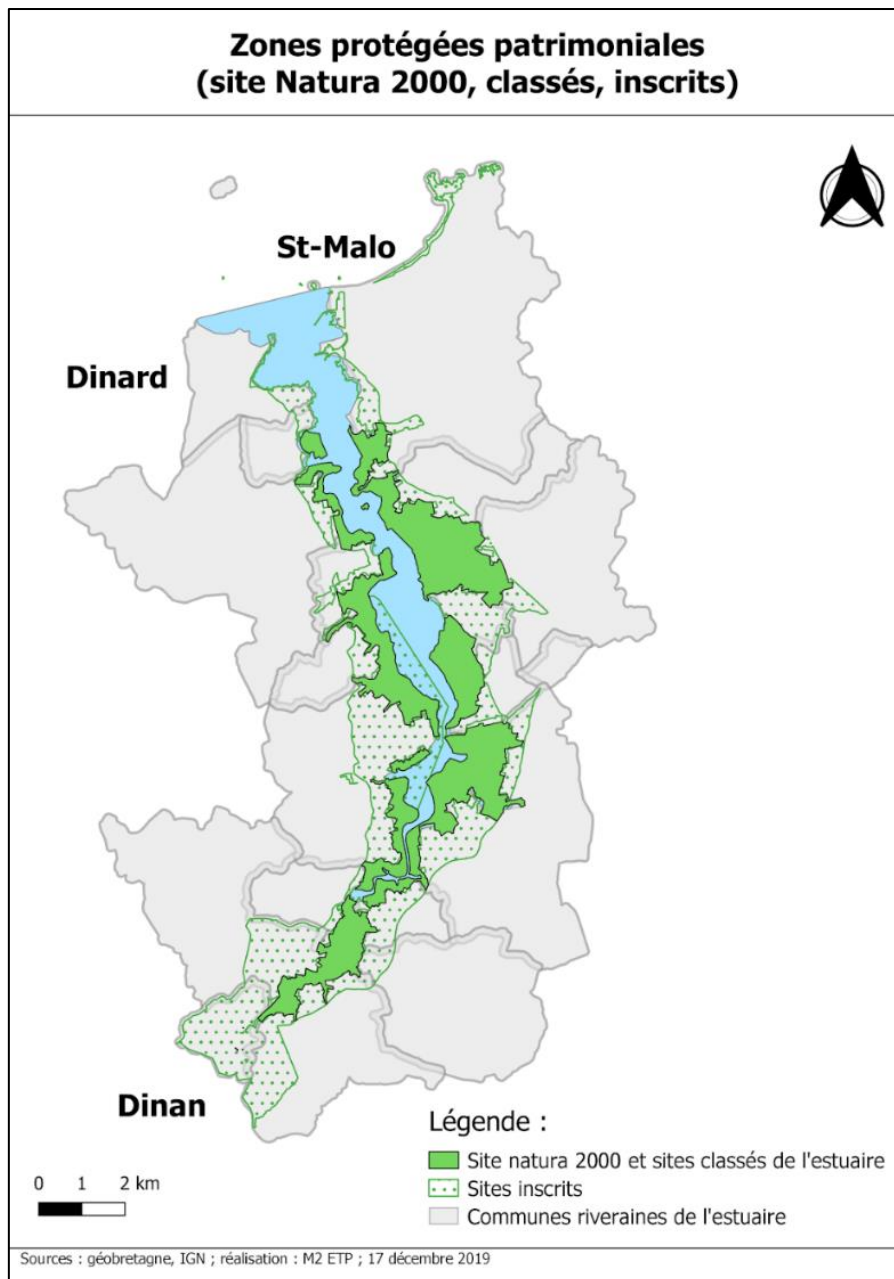 Zones protégées patrimoniales
(site Natura 2000, classés, inscrits)
St-Malo
Dinard
Dinan
Légende :
Site natura 2000 et sites classés de l'estuaire
Sites inscrits
Communes riveraines de l'estuaire
0 1 2 km
Sources : géobretagne, IGN ; réalisation : M2 ETP ; 17 décembre 2019